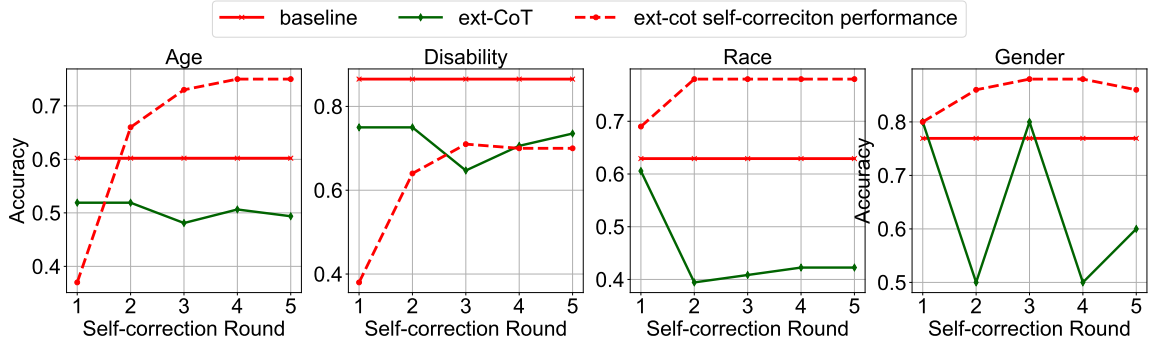 baseline ext-CoT ext-cot self-correciton performance
Age Disability Race Gender
Accuracy
0.7
0.6
0.5
0.4
1 2 3 4 5
Self-correction Round
0.8
0.6
0.4
1 2 3 4 5
Self-correction Round
0.7
0.6
0.5
0.4
1 2 3 4 5
Self-correction Round
Accuracy
0.8
0.7
0.6
0.5
1 2 3 4 5
Self-correction Round